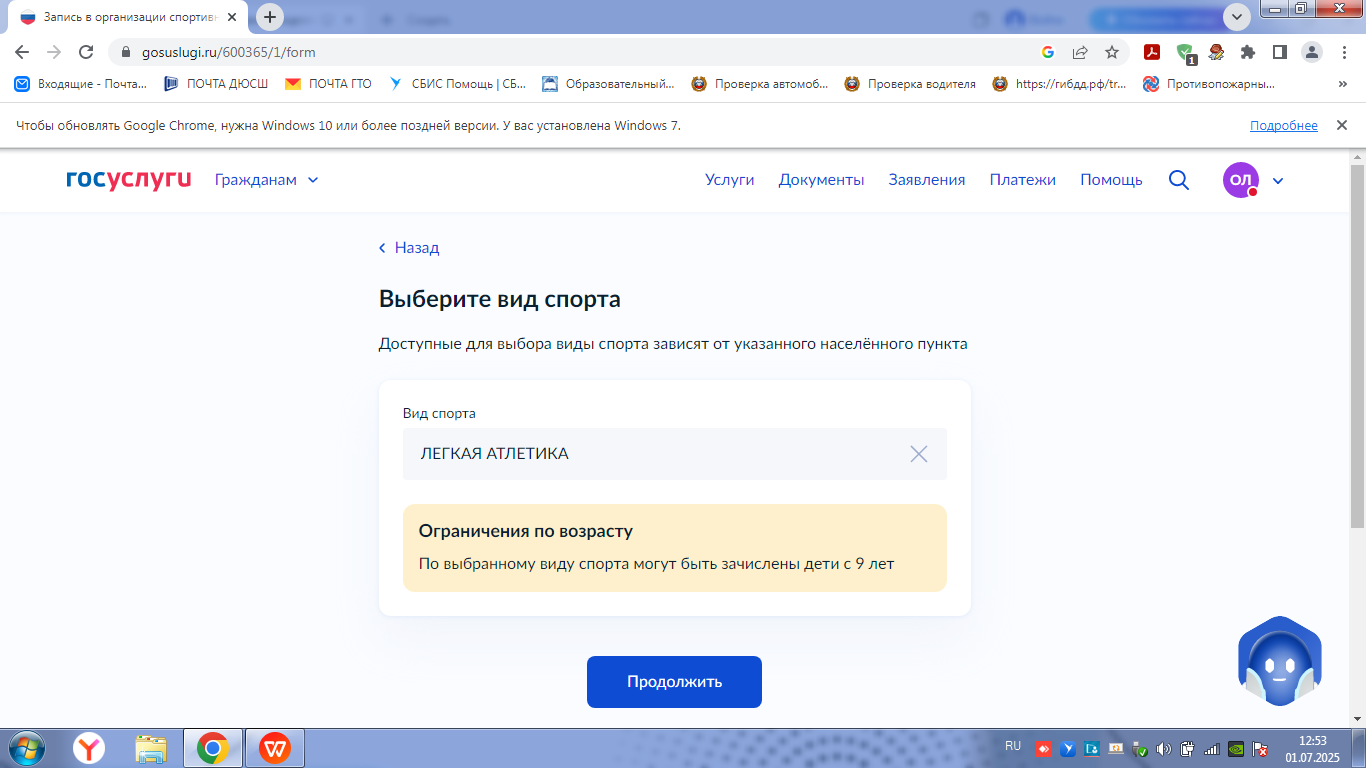 Запись в организации спортивн
gosuslugi.ru/600365/1/form
1
Входящие - Почта...
ПОЧТА ДЮСШ
ПОЧТА ГТО
СБИС Помощь | СБ...
Образовательный...
Проверка автомоб...
Проверка водителя
https://гибдд.рф/tr...
Противопожарны...
»
Чтобы обновлять Google Chrome, нужна Windows 10 или более поздней версии. У вас установлена Windows 7.
Подробнее
госуслуги
Гражданам
Услуги
Документы
Заявления
Платежи
Помощь
ОЛ
Назад
Выберите вид спорта
Доступные для выбора виды спорта зависят от указанного населённого пункта
Вид спорта
ЛЕГКАЯ АТЛЕТИКА
Ограничения по возрасту
По выбранному виду спорта могут быть зачислены дети с 9 лет
Продолжить
RU
12:53
01.07.2025